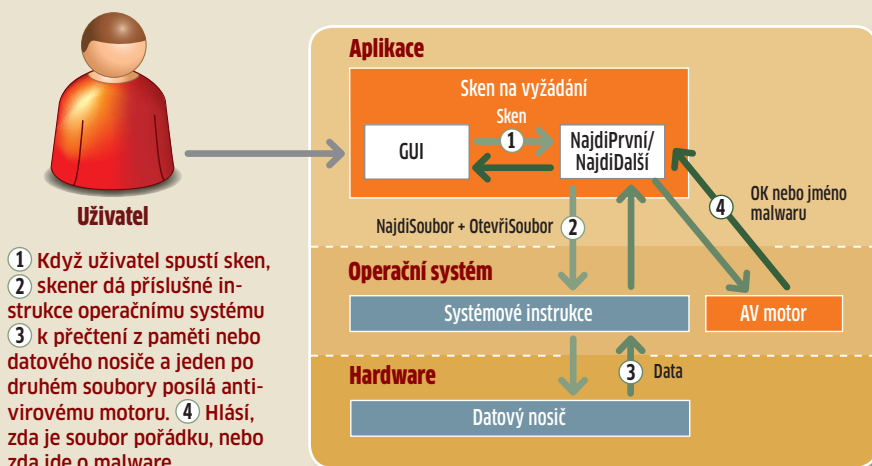 Aplikace
Sken na vyžádání
Sken
1
GUI
NajdiPrvní/
NajdiDalší
OK nebo jméno
malwaru
4
Uživatel
NajdiSoubor + OtevřiSoubor 2
Operační systém
Systémové instrukce
AV motor
3 Data
Hardware
Datový nosič
1 Když uživatel spustí sken,
2 skener dá příslušné in-
strukce operačnímu systému
3 k přečtení z paměti nebo
datového nosiče a jeden po
druhém soubory posílá anti-
virovému motoru. 4 Hlásí,
zda je soubor pořádku, nebo
zda jde o malware